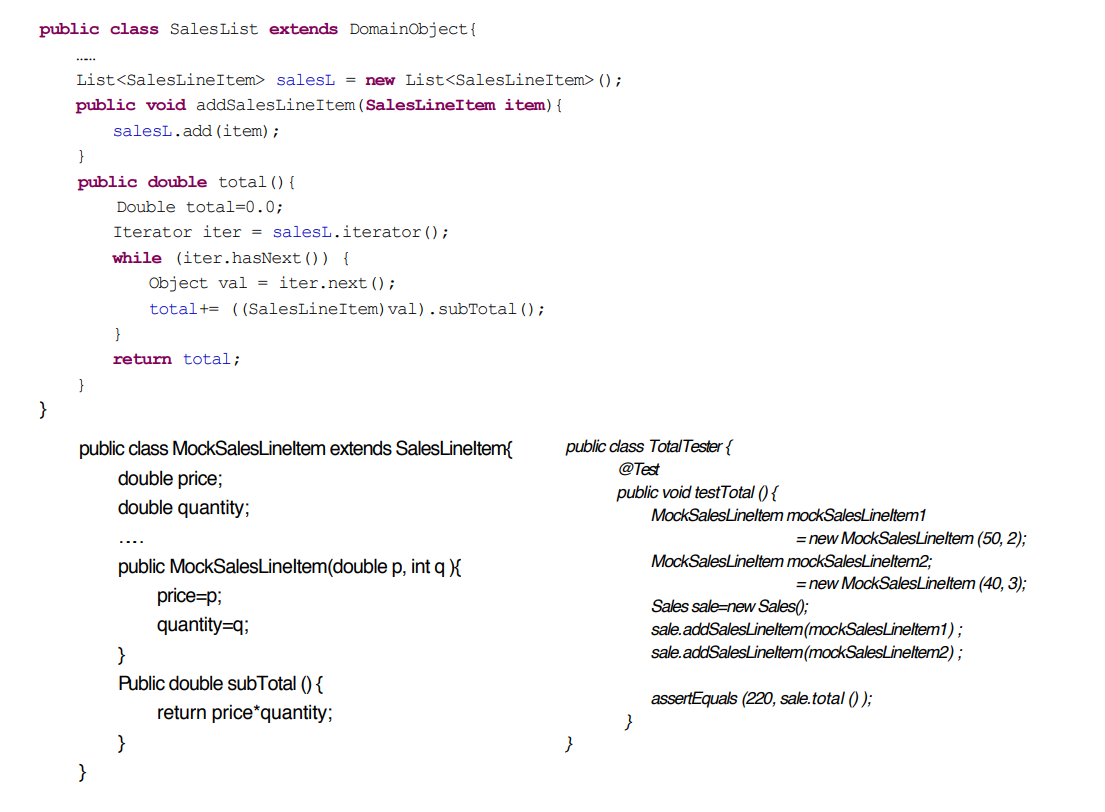 public class SalesList extends DomainObject{
……
List<SalesLineItem> salesL = new List<SalesLineItem>();
public void addSalesLineItem(SalesLineItem item){
salesL.add(item);
}
public double total(){
Double total=0.0;
Iterator iter = salesL.iterator();
while (iter.hasNext()) {
Object val = iter.next();
total+= ((SalesLineItem)val).subTotal();
}
return total;
}
}
public class MockSalesLineItem extends SalesLineItem{
double price;
double quantity;
….
public MockSalesLineItem(double p, int q ){
price=p;
quantity=q;
}
Public double subTotal () {
return price*quantity;
}
}
public class TotalTester {
@Test
public void testTotal () {
MockSalesLineItem mockSalesLineItem1
= new MockSalesLineItem (50, 2);
MockSalesLineItem mockSalesLineItem2;
= new MockSalesLineItem (40, 3);
Sales sale=new Sales();
sale.addSalesLineItem(mockSalesLineItem1) ;
sale.addSalesLineItem(mockSalesLineItem2) ;
assertEquals (220, sale.total () );
}
}